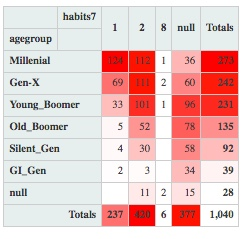 habits7 1 2 8 null Totals
agegroup
Millenial 124 112 1 36 273
Gen-X 69 111 2 60 242
Young_Boomer 33 101 1 96 231
Old_Boomer 5 52 78 135
Silent_Gen 4 30 58 92
GI_Gen 2 3 34 39
null 11 2 15 28
Totals 237 420 6 377 1,040